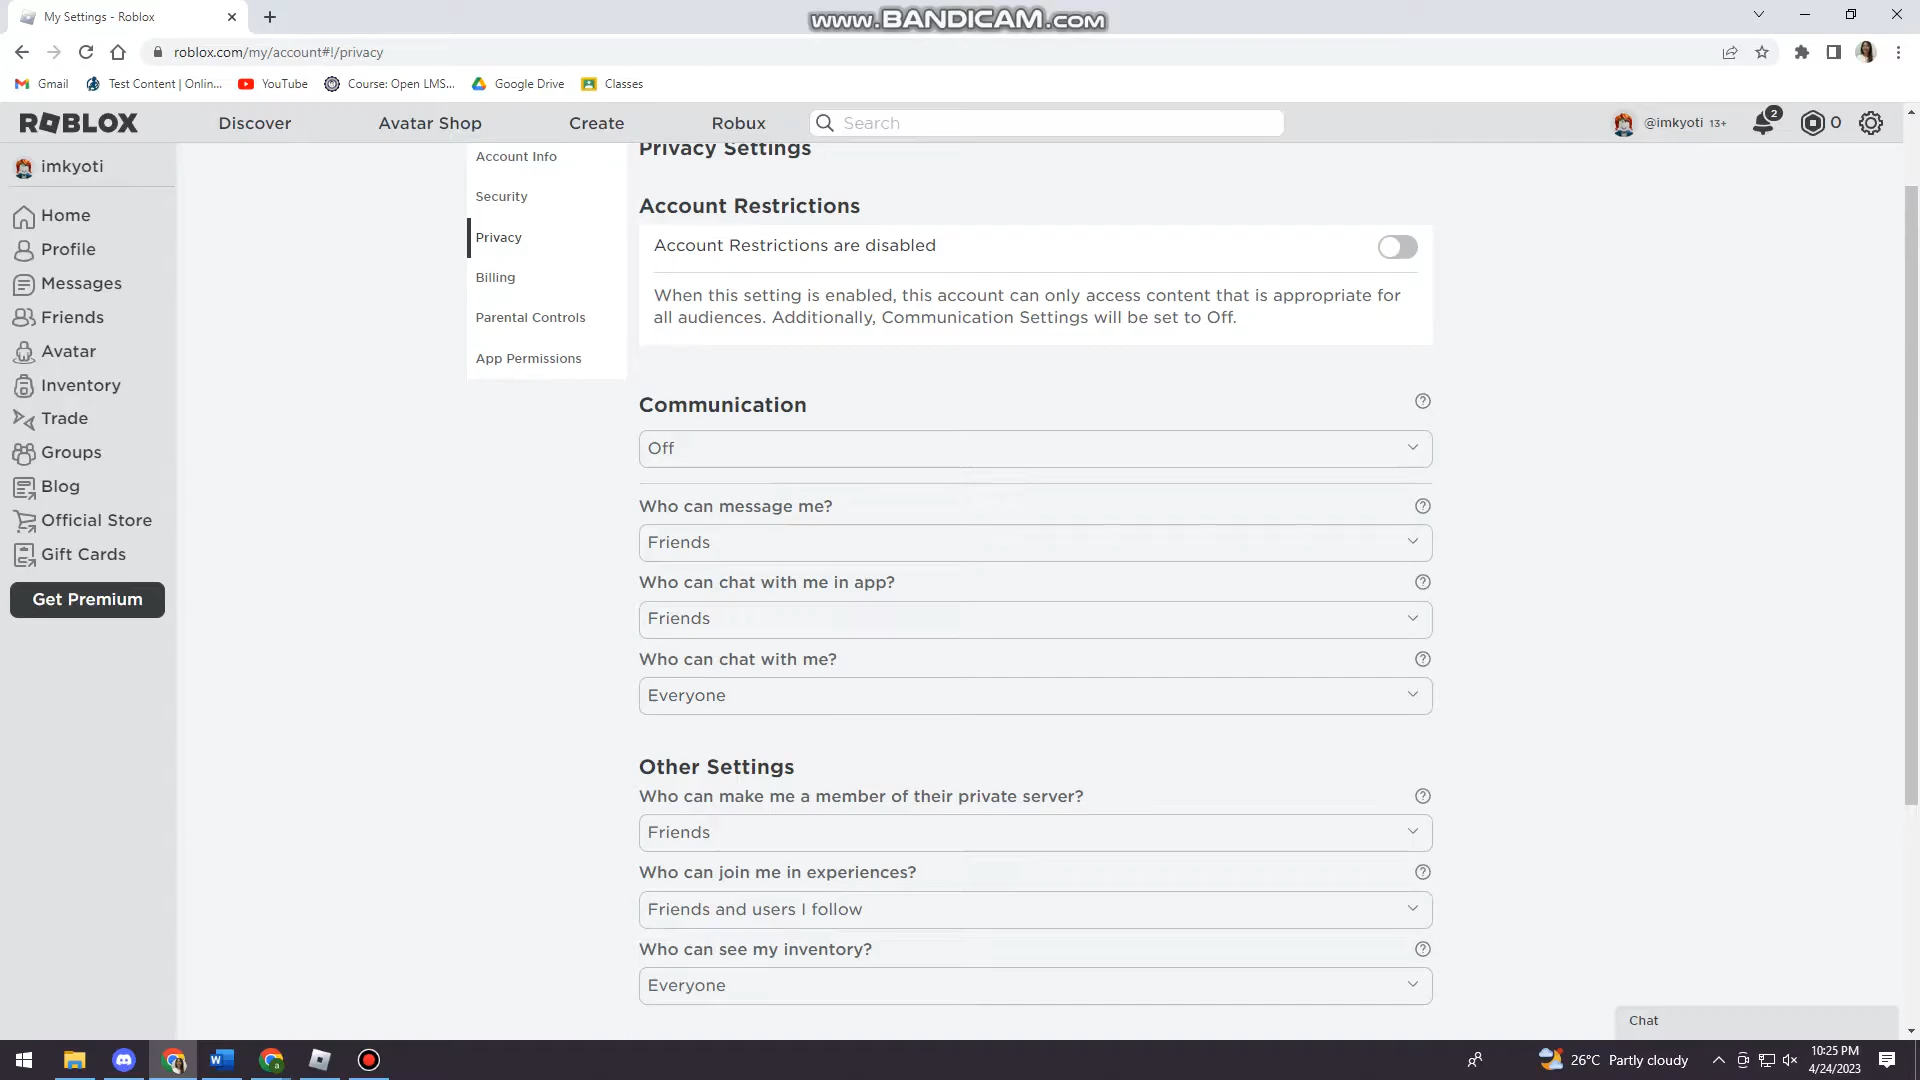 My Settings - Roblox
www.BANDICAM.com
roblox.com/my/account#!/privacy
Gmail
Test Content | Onlin...
YouTube
Course: Open LMS...
Google Drive
Classes
ROBLOX
Discover
Avatar Shop
Create
Robux
Search
@imkyoti 13+
2
0
imkyoti
Home
Profile
Messages
Friends
Avatar
Inventory
Trade
Groups
Blog
Official Store
Gift Cards
Get Premium
Account Info
Security
Privacy
Billing
Parental Controls
App Permissions
Privacy Settings
Account Restrictions
Account Restrictions are disabled
When this setting is enabled, this account can only access content that is appropriate for
all audiences. Additionally, Communication Settings will be set to Off.
Communication
Off
Who can message me?
Friends
Who can chat with me in app?
Friends
Who can chat with me?
Everyone
Other Settings
Who can make me a member of their private server?
Friends
Who can join me in experiences?
Friends and users I follow
Who can see my inventory?
Everyone
Chat
26°C Partly cloudy
10:25 PM
4/24/2023